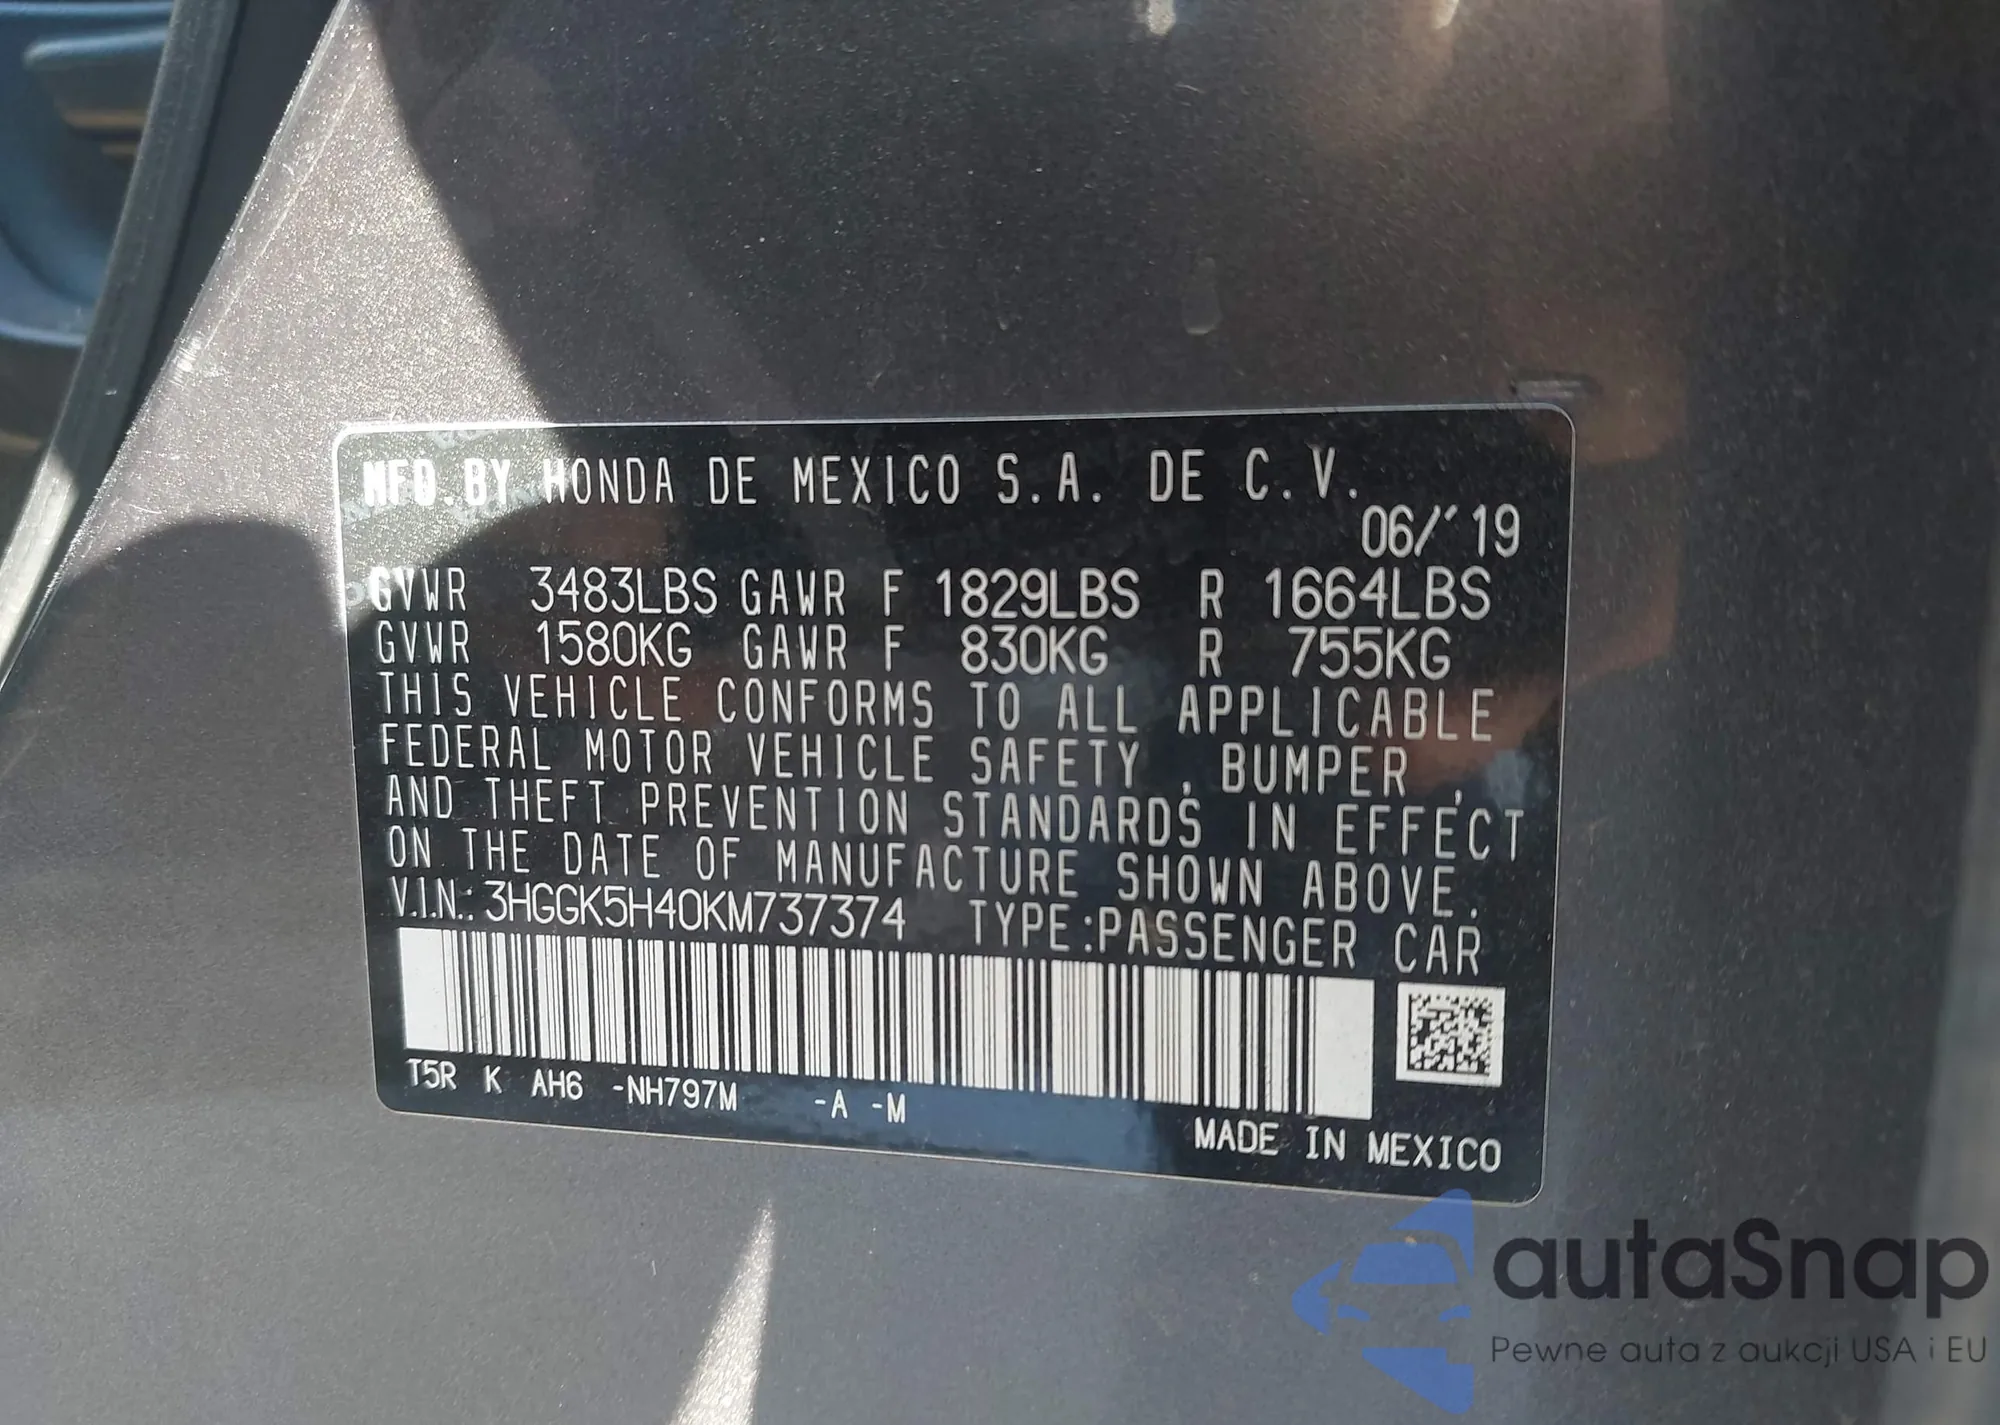 MFD.BY HONDA DE MEXICO S.A. DE C.V.
06/'19
GVWR 3483LBS GAWR F 1829LBS R 1664LBS
GVWR 1580KG GAWR F 830KG R 755KG
THIS VEHICLE CONFORMS TO ALL APPLICABLE
FEDERAL MOTOR VEHICLE SAFETY, BUMPER,
AND THEFT PREVENTION STANDARDS IN EFFECT
ON THE DATE OF MANUFACTURE SHOWN ABOVE.
V.I.N.: 3HGGK5H40KM737374 TYPE:PASSENGER CAR
T5R K AH6 -NH797M -A -M
MADE IN MEXICO
autaSnap
Pewne auta z aukcji USA i EU